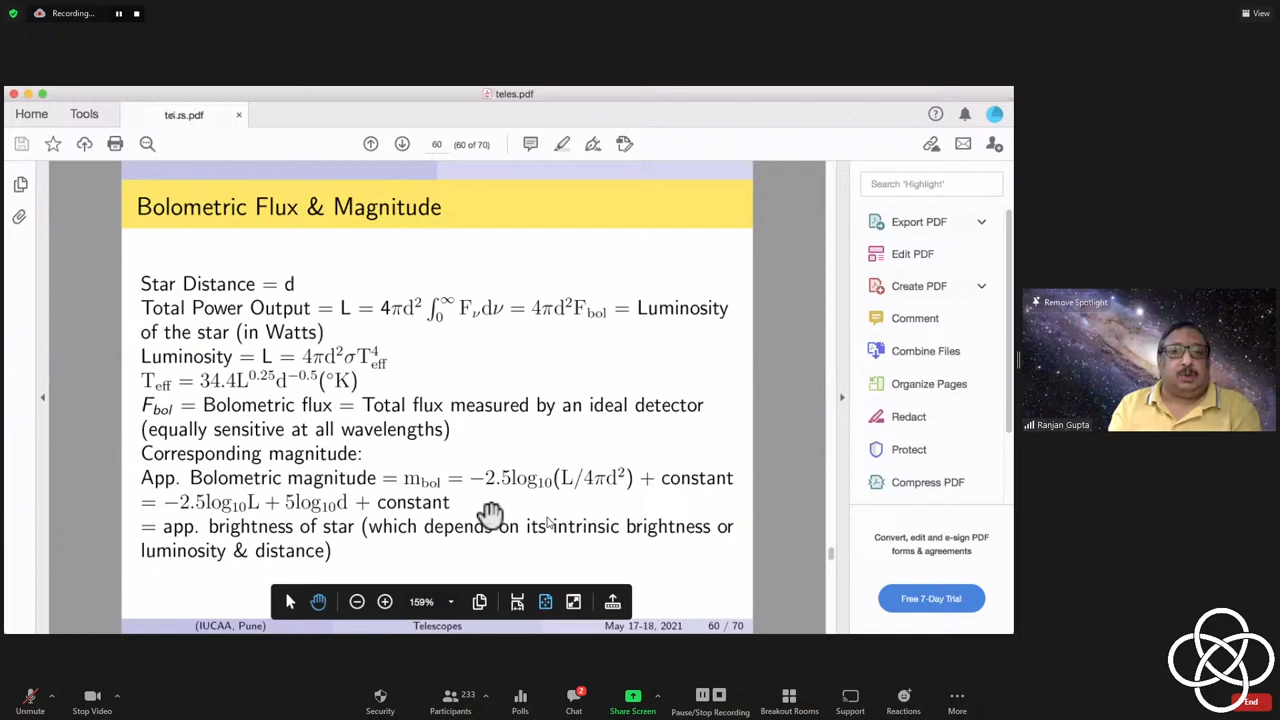 Recording...
View
teles.pdf
Home
Tools
60
(60 of 70)
Search 'Highlight'
Bolometric Flux & Magnitude
Star Distance = d
Total Power Output = L = 4πd² ∫₀^∞ F_ν dν = 4πd²F_bol = Luminosity
of the star (in Watts)
Luminosity = L = 4πd²σT⁴_eff
T_eff = 34.4L^0.25 d^−0.5(°K)
F_bol = Bolometric flux = Total flux measured by an ideal detector
(equally sensitive at all wavelengths)
Corresponding magnitude:
App. Bolometric magnitude = m_bol = −2.5log₁₀(L/4πd²) + constant
= −2.5log₁₀L + 5log₁₀d + constant
= app. brightness of star (which depends on its intrinsic brightness or
luminosity & distance)
159%
(IUCAA, Pune)
Telescopes
May 17-18, 2021
60 / 70
Export PDF
Edit PDF
Create PDF
Comment
Combine Files
Organize Pages
Redact
Protect
Compress PDF
Convert, edit and e-sign PDF
forms & agreements
Free 7-Day Trial
Remove Spotlight
Ranjan Gupta
Unmute
Stop Video
Security
233
Participants
Polls
2
Chat
Share Screen
Pause/Stop Recording
Breakout Rooms
Support
Reactions
More
End